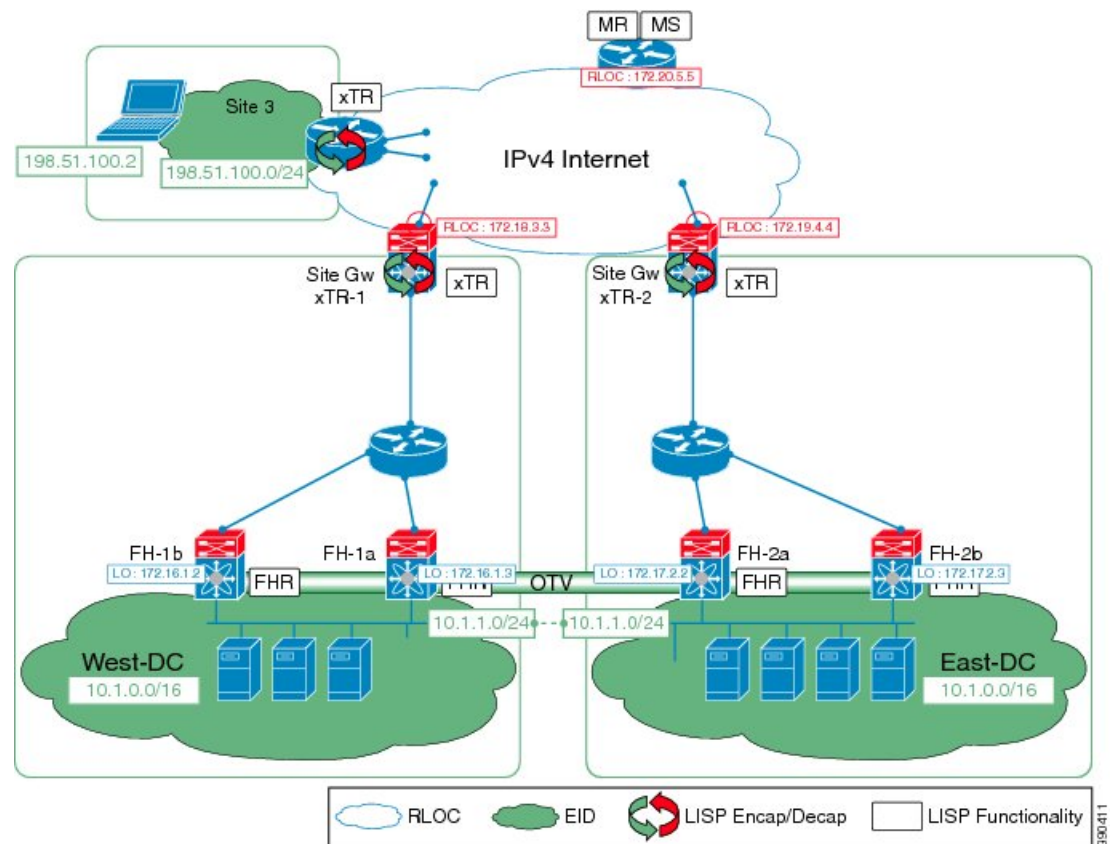 MR
MS
RLOC : 172.20.5.5
xTR
Site 3
198.51.100.2
198.51.100.0/24
IPv4 Internet
RLOC : 172.18.3.3
RLOC : 172.19.4.4
Site Gw
xTR-1
xTR
Site Gw
xTR-2
xTR
FH-1b
FH-1a
FH-2a
FH-2b
LO : 172.16.1.2
FHR
LO : 172.16.1.3
OTV
LO : 172.17.2.2
FHR
LO : 172.17.2.3
10.1.1.0/24
10.1.1.0/24
West-DC
10.1.0.0/16
East-DC
10.1.0.0/16
RLOC
EID
LISP Encap/Decap
LISP Functionality
390411